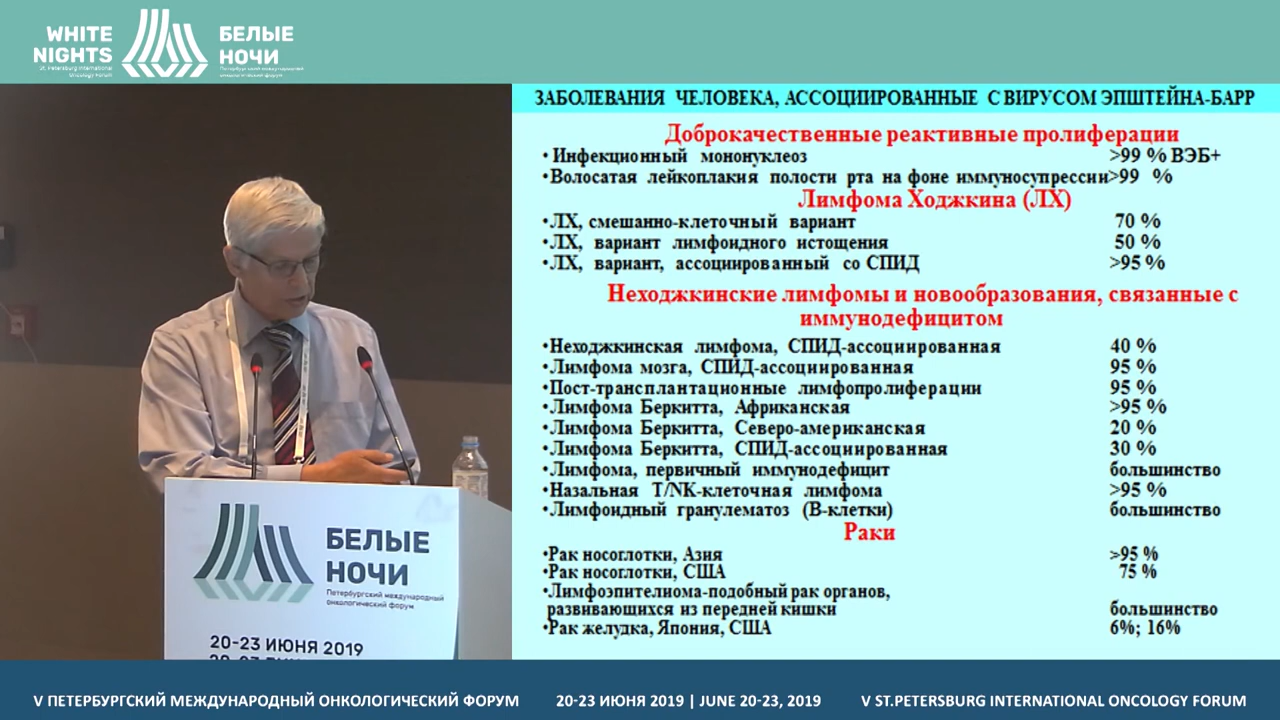 WHITE
NIGHTS
St. Petersburg International
Oncology Forum
БЕЛЫЕ
НОЧИ
Петербургский международный
онкологический форум
ЗАБОЛЕВАНИЯ ЧЕЛОВЕКА, АССОЦИИРОВАННЫЕ С ВИРУСОМ ЭПШТЕЙНА-БАРР
Доброкачественные реактивные пролиферации
•Инфекционный мононуклеоз >99 % ВЭБ+
•Волосатая лейкоплакия полости рта на фоне иммуносупрессии>99 %
Лимфома Ходжкина (ЛХ)
•ЛХ, смешанно-клеточный вариант 70 %
•ЛХ, вариант лимфоидного истощения 50 %
•ЛХ, вариант, ассоциированный со СПИД >95 %
Неходжкинские лимфомы и новообразования, связанные с
иммунодефицитом
•Неходжкинская лимфома, СПИД-ассоциированная 40 %
•Лимфома мозга, СПИД-ассоциированная 95 %
•Пост-трансплантационные лимфопролиферации 95 %
•Лимфома Беркитта, Африканская >95 %
•Лимфома Беркитта, Северо-американская 20 %
•Лимфома Беркитта, СПИД-ассоциированная 30 %
•Лимфома, первичный иммунодефицит большинство
•Назальная T/NK-клеточная лимфома >95 %
•Лимфоидный гранулематоз (В-клетки) большинство
Раки
•Рак носоглотки, Азия >95 %
•Рак носоглотки, США 75 %
•Лимфоэпителиома-подобный рак органов,
развивающихся из передней кишки большинство
•Рак желудка, Япония, США 6%; 16%
БЕЛЫЕ
НОЧИ
Петербургский международный
онкологический форум
20-23 ИЮНЯ 2019
V ПЕТЕРБУРГСКИЙ МЕЖДУНАРОДНЫЙ ОНКОЛОГИЧЕСКИЙ ФОРУМ 20-23 ИЮНЯ 2019 | JUNE 20-23, 2019 V ST.PETERSBURG INTERNATIONAL ONCOLOGY FORUM